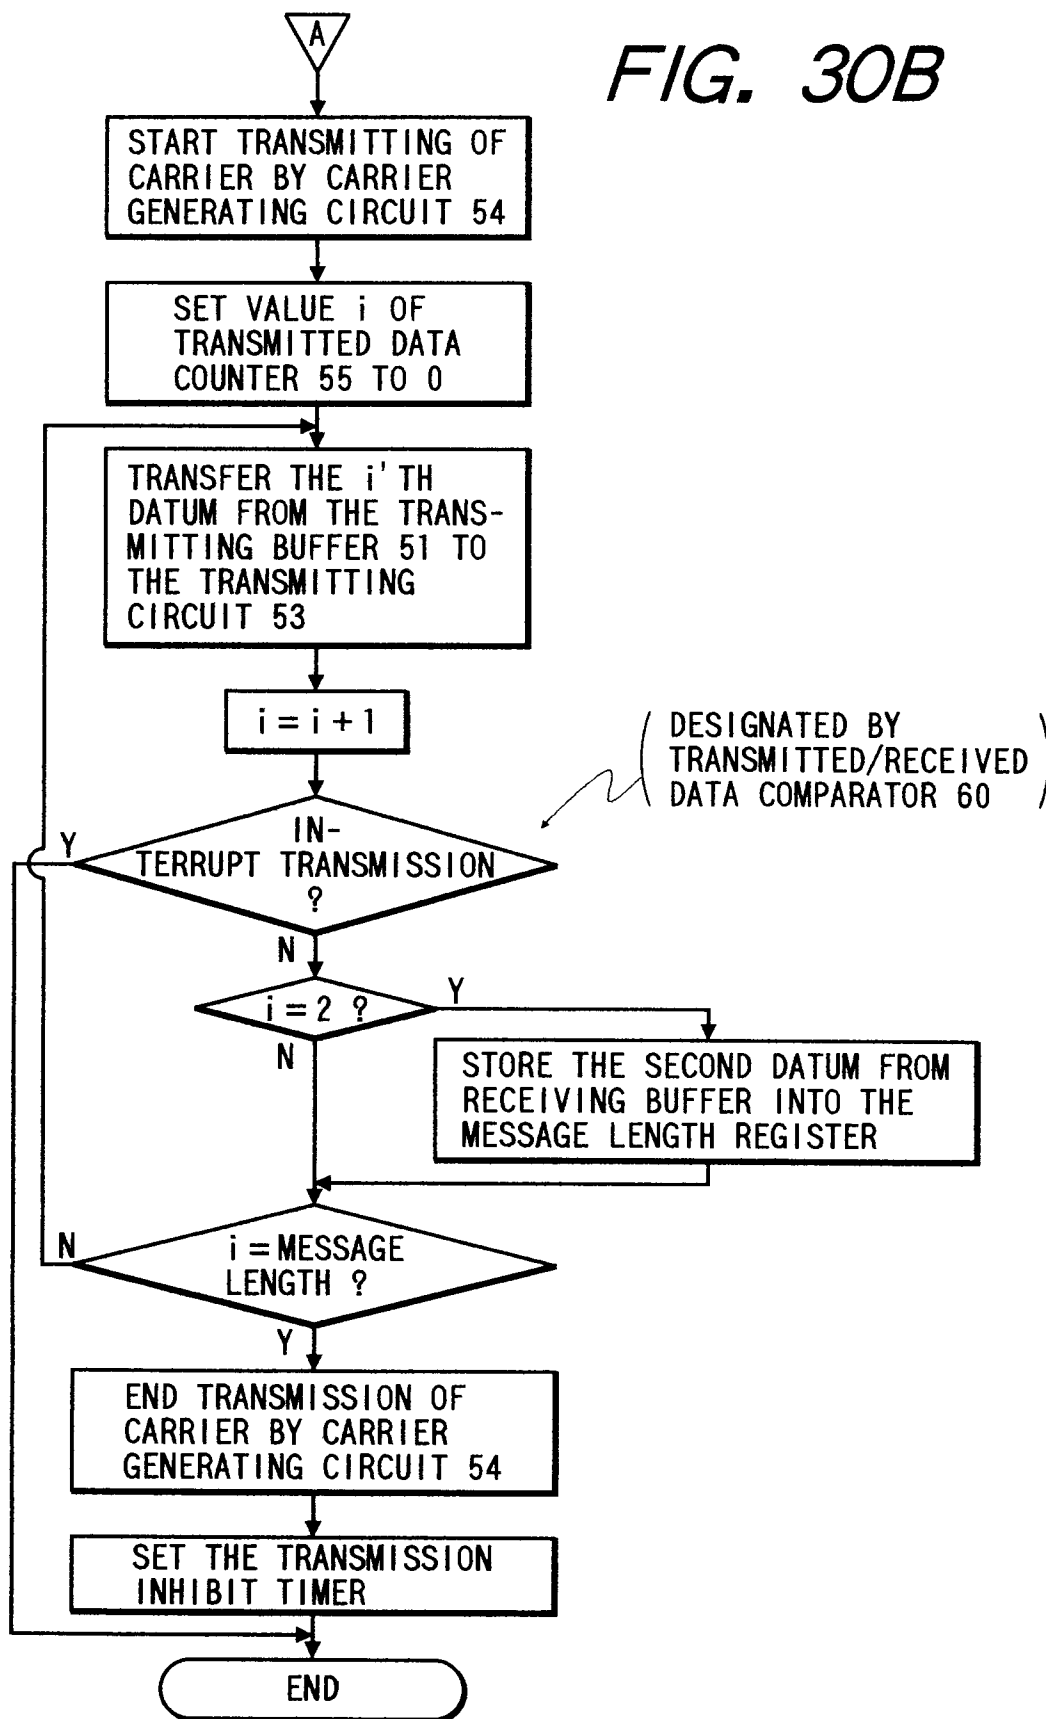 A
FIG. 30B
START TRANSMITTING OF
CARRIER BY CARRIER
GENERATING CIRCUIT 54
SET VALUE i OF
TRANSMITTED DATA
COUNTER 55 TO 0
TRANSFER THE i'TH
DATUM FROM THE TRANS-
MITTING BUFFER 51 TO
THE TRANSMITTING
CIRCUIT 53
i = i + 1
( DESIGNATED BY
TRANSMITTED/RECEIVED
DATA COMPARATOR 60 )
Y
IN-
TERRUPT TRANSMISSION
?
N
i = 2 ?
Y
N
STORE THE SECOND DATUM FROM
RECEIVING BUFFER INTO THE
MESSAGE LENGTH REGISTER
N
i = MESSAGE
LENGTH ?
Y
END TRANSMISSION OF
CARRIER BY CARRIER
GENERATING CIRCUIT 54
SET THE TRANSMISSION
INHIBIT TIMER
END